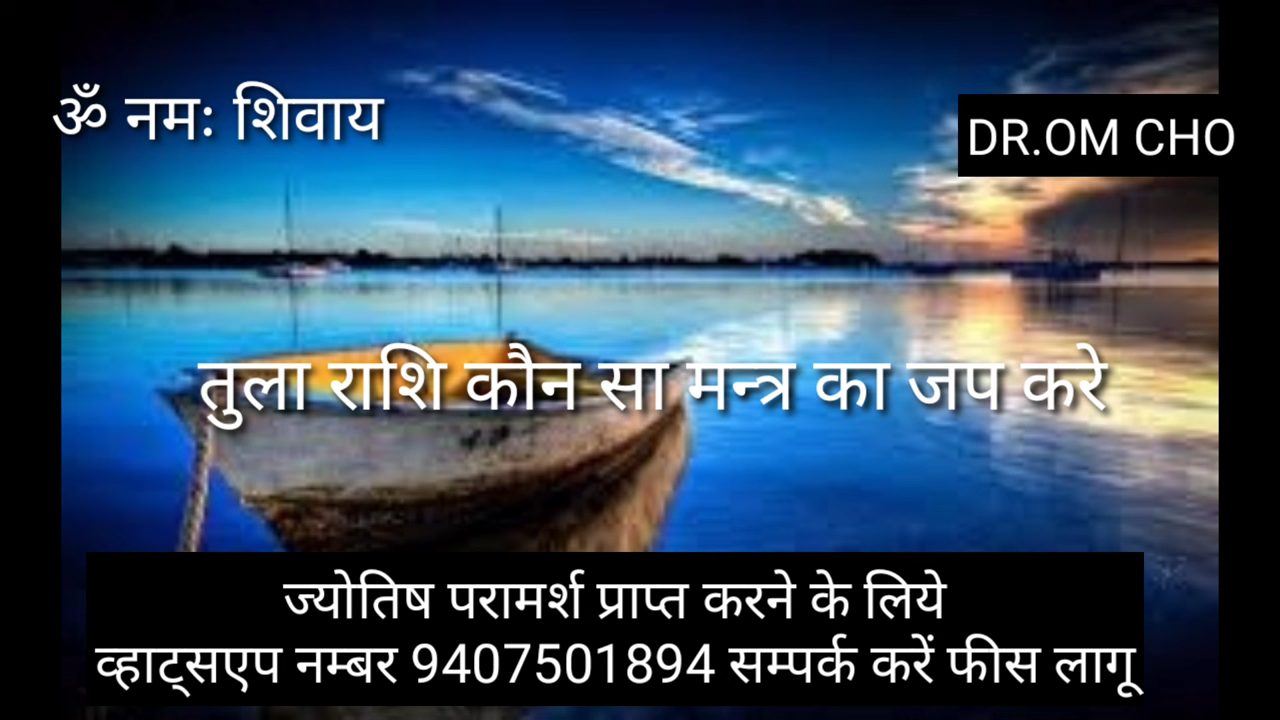 ॐ नमः शिवाय
DR.OM CHO
तुला राशि कौन सा मन्त्र का जप करे
ज्योतिष परामर्श प्राप्त करने के लिये
व्हाट्सएप नम्बर 9407501894 सम्पर्क करें फीस लागू